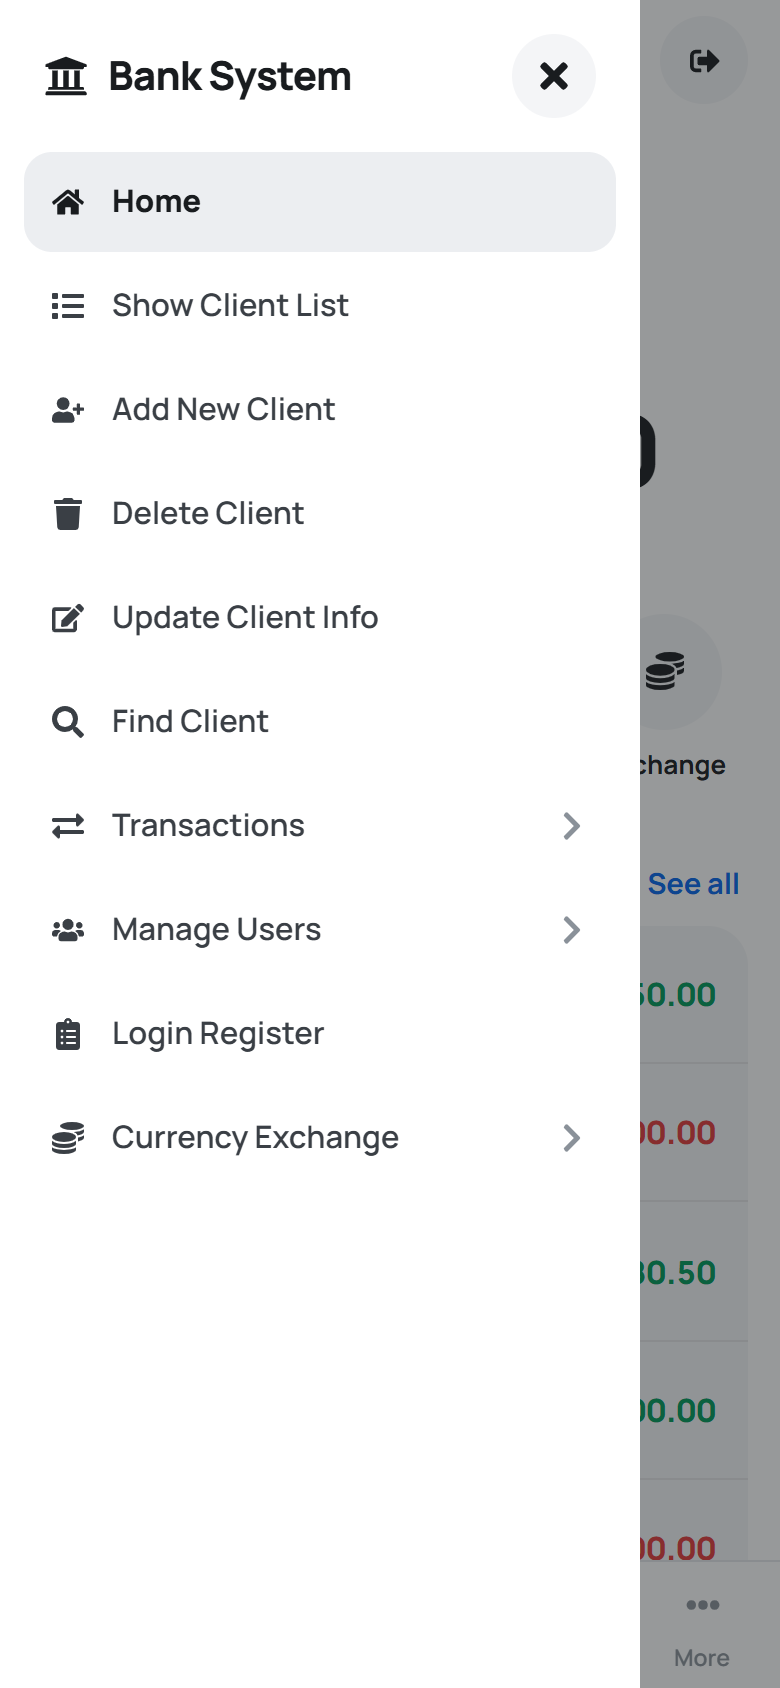 Bank System
Home
Show Client List
Add New Client
Delete Client
Update Client Info
Find Client
Transactions
Manage Users
Login Register
Currency Exchange
See all
More